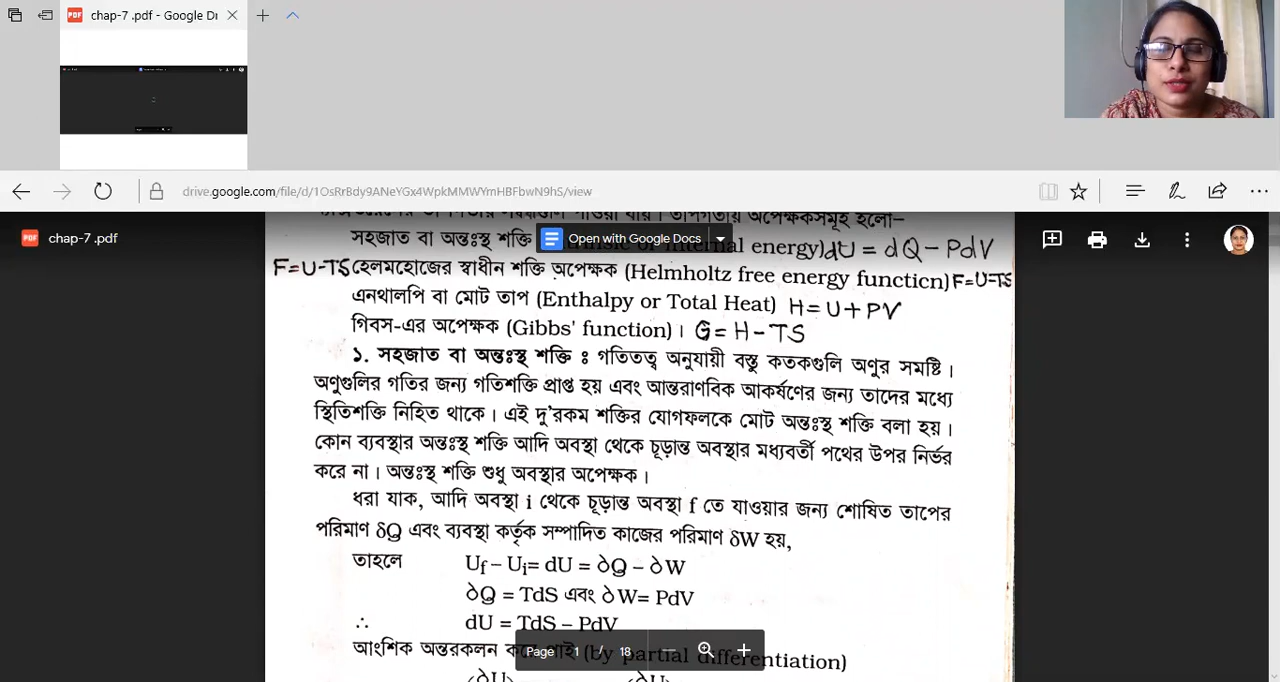 chap-7 .pdf - Google Dr
drive.google.com/file/d/1OsRrBdy9ANeYGx4WpkMMWYmHBFbwN9hS/view
chap-7 .pdf
Open with Google Docs
সহজাত বা অন্তঃস্থ শক্তি internal energy) dU = dQ - PdV
F=U-TS হেলমহোজের স্বাধীন শক্তি অপেক্ষক (Helmholtz free energy function) F=U-TS
এনথালপি বা মোট তাপ (Enthalpy or Total Heat) H = U + PV
গিবস-এর অপেক্ষক (Gibbs' function)। G = H - TS
১. সহজাত বা অন্তঃস্থ শক্তি : গতিতত্ব অনুযায়ী বস্তু কতকগুলি অণুর সমষ্টি।
অণুগুলির গতির জন্য গতিশক্তি প্রাপ্ত হয় এবং আন্তরাণবিক আকর্ষণের জন্য তাদের মধ্যে
স্থিতিশক্তি নিহিত থাকে। এই দু'রকম শক্তির যোগফলকে মোট অন্তঃস্থ শক্তি বলা হয়।
কোন ব্যবস্থার অন্তঃস্থ শক্তি আদি অবস্থা থেকে চূড়ান্ত অবস্থার মধ্যবর্তী পথের উপর নির্ভর
করে না। অন্তঃস্থ শক্তি শুধু অবস্থার অপেক্ষক।
ধরা যাক, আদি অবস্থা i থেকে চূড়ান্ত অবস্থা f তে যাওয়ার জন্য শোষিত তাপের
পরিমাণ δQ এবং ব্যবস্থা কর্তৃক সম্পাদিত কাজের পরিমাণ δW হয়,
তাহলে Uf – Ui = dU = ∂Q – ∂W
∂Q = TdS এবং ∂W = PdV
∴ dU = TdS – PdV
আংশিক অন্তরকলন করে পাই (by partial differentiation)
Page 1 / 18